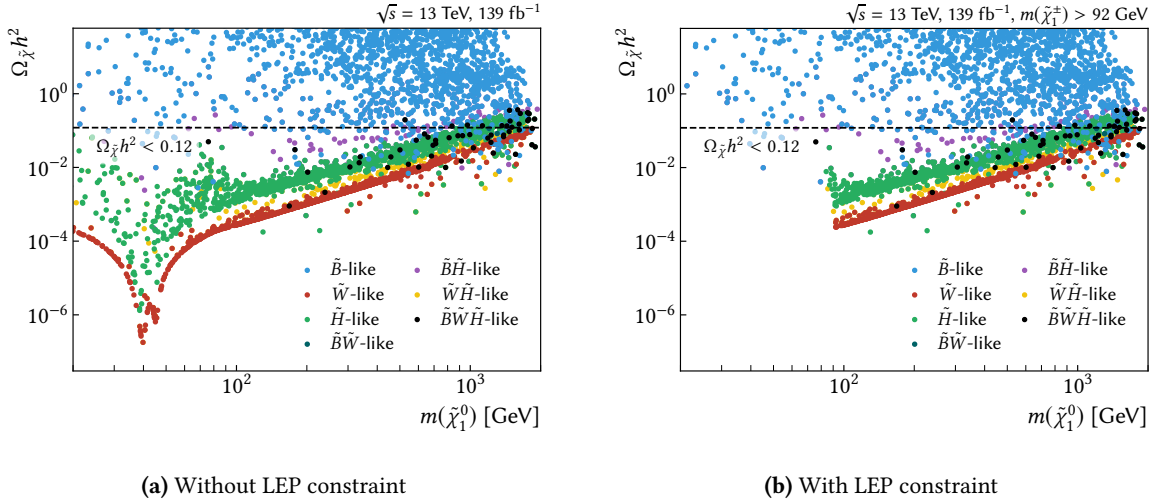 √s = 13 TeV, 139 fb⁻¹
Ω_χ̃ h²
10⁰
10⁻²
10⁻⁴
10⁻⁶
Ω_χ̃ h² < 0.12
B̃-like
W̃-like
H̃-like
B̃W̃-like
B̃H̃-like
W̃H̃-like
B̃W̃H̃-like
10²
10³
m(χ̃₁⁰) [GeV]
(a) Without LEP constraint
√s = 13 TeV, 139 fb⁻¹, m(χ̃₁^±) > 92 GeV
Ω_χ̃ h²
10⁰
10⁻²
10⁻⁴
10⁻⁶
Ω_χ̃ h² < 0.12
B̃-like
W̃-like
H̃-like
B̃W̃-like
B̃H̃-like
W̃H̃-like
B̃W̃H̃-like
10²
10³
m(χ̃₁⁰) [GeV]
(b) With LEP constraint